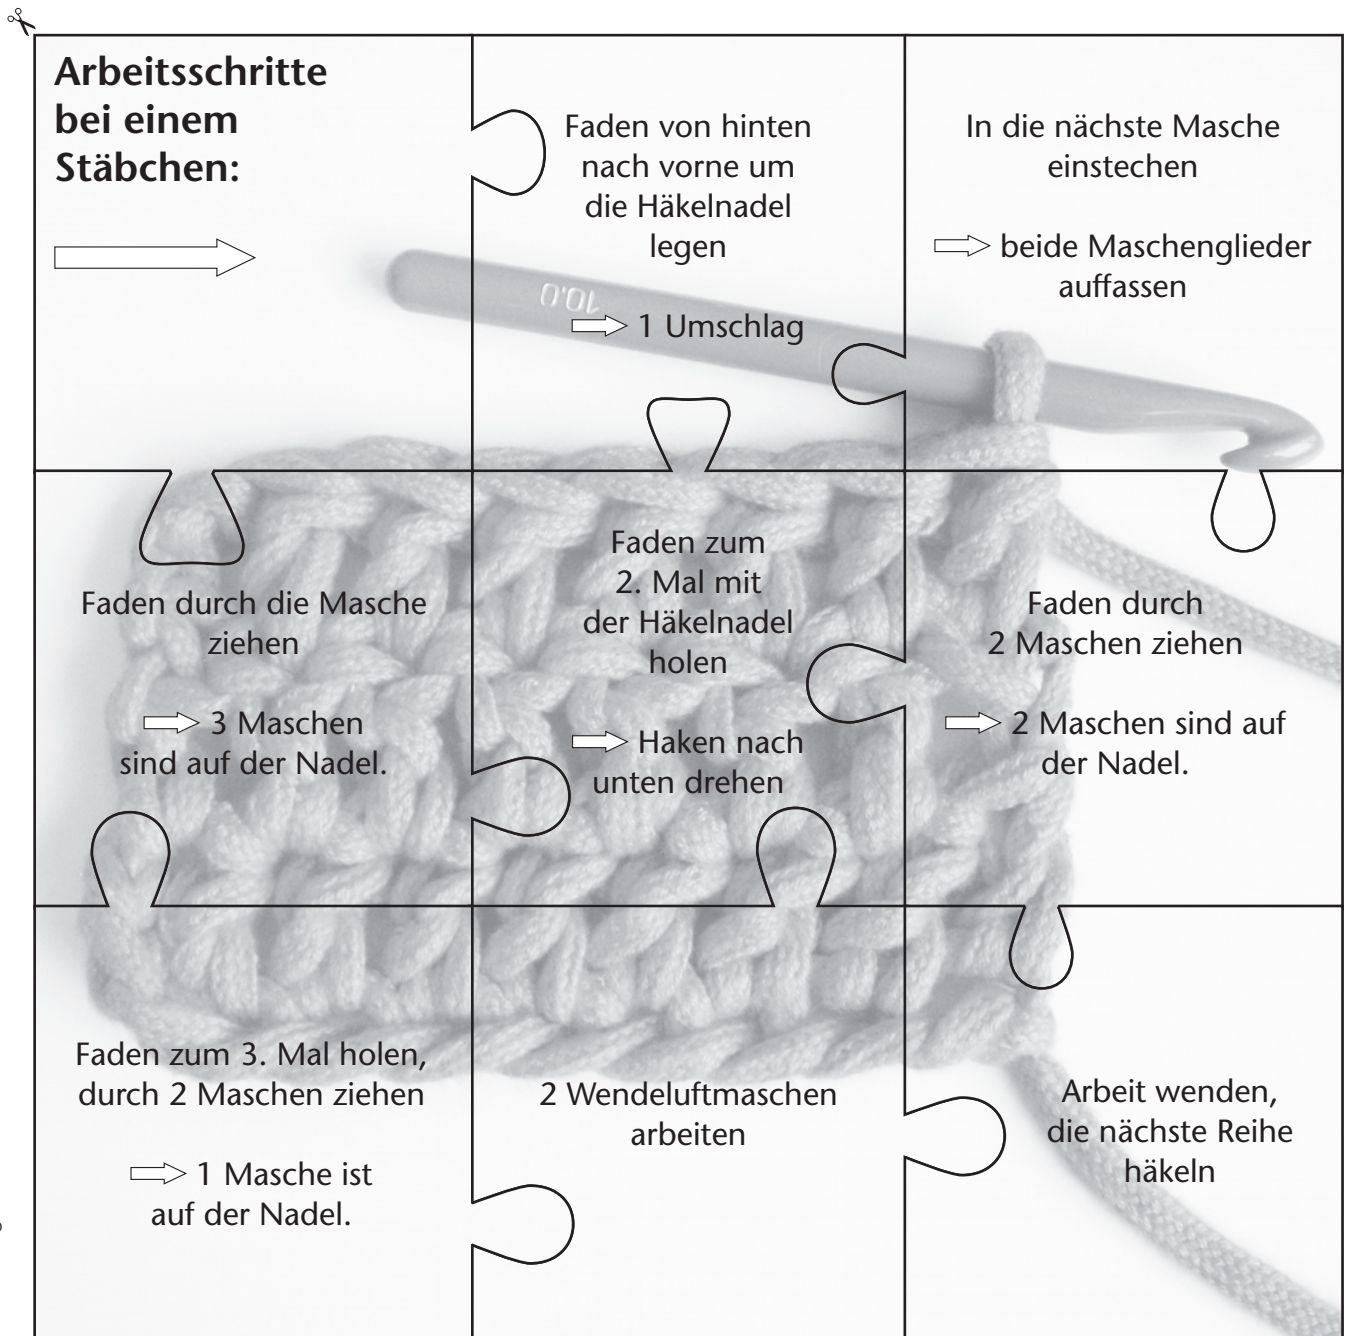 Arbeitsschritte
bei einem
Stäbchen:
Faden von hinten
nach vorne um
die Häkelnadel
legen
10.0
1 Umschlag
In die nächste Masche
einstechen
beide Maschenglieder
auffassen
Faden durch die Masche
ziehen
3 Maschen
sind auf der Nadel.
Faden zum
2. Mal mit
der Häkelnadel
holen
Haken nach
unten drehen
Faden durch
2 Maschen ziehen
2 Maschen sind auf
der Nadel.
Faden zum 3. Mal holen,
durch 2 Maschen ziehen
1 Masche ist
auf der Nadel.
2 Wendeluftmaschen
arbeiten
Arbeit wenden,
die nächste Reihe
häkeln